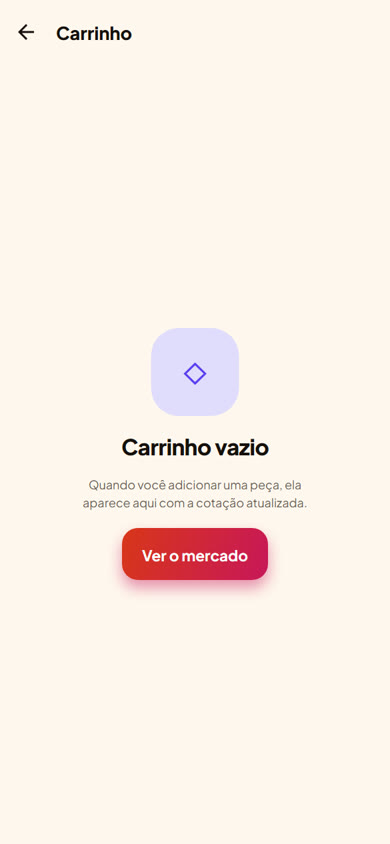 Carrinho
Carrinho vazio
Quando você adicionar uma peça, ela
aparece aqui com a cotação atualizada.
Ver o mercado